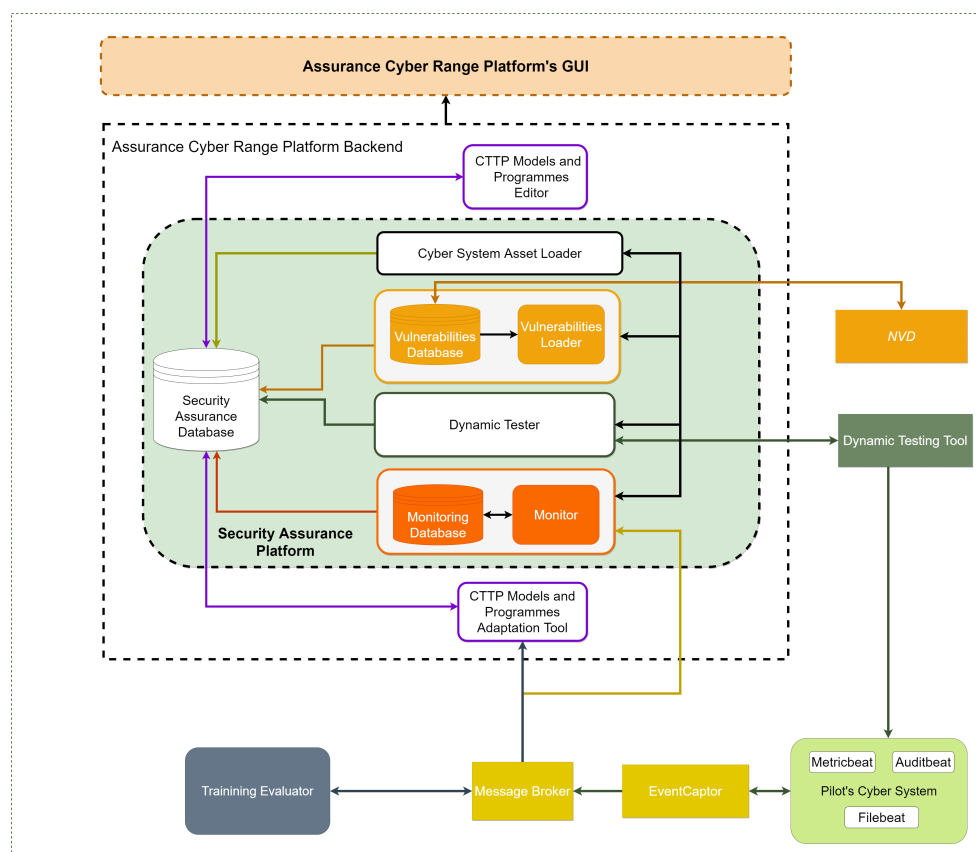 Assurance Cyber Range Platform's GUI
Assurance Cyber Range Platform Backend
CTTP Models and
Programmes
Editor
Cyber System Asset Loader
Vulnerabilities
Database
Vulnerabilities
Loader
NVD
Security
Assurance
Database
Dynamic Tester
Dynamic Testing Tool
Monitoring
Database
Monitor
Security Assurance
Platform
CTTP Models and
Programmes
Adaptation Tool
Trainining Evaluator
Message Broker
EventCaptor
Metricbeat
Auditbeat
Pilot's Cyber System
Filebeat